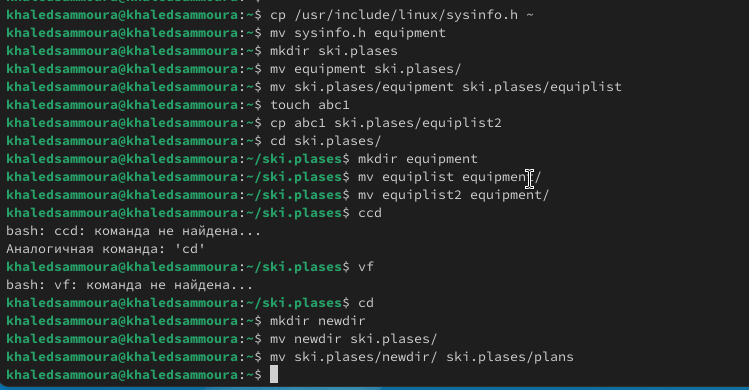 khaledsammoura@khaledsammoura:~$ cp /usr/include/linux/sysinfo.h ~
khaledsammoura@khaledsammoura:~$ mv sysinfo.h equipment
khaledsammoura@khaledsammoura:~$ mkdir ski.plases
khaledsammoura@khaledsammoura:~$ mv equipment ski.plases/
khaledsammoura@khaledsammoura:~$ mv ski.plases/equipment ski.plases/equiplist
khaledsammoura@khaledsammoura:~$ touch abc1
khaledsammoura@khaledsammoura:~$ cp abc1 ski.plases/equiplist2
khaledsammoura@khaledsammoura:~$ cd ski.plases/
khaledsammoura@khaledsammoura:~/ski.plases$ mkdir equipment
khaledsammoura@khaledsammoura:~/ski.plases$ mv equiplist equipment/
khaledsammoura@khaledsammoura:~/ski.plases$ mv equiplist2 equipment/
khaledsammoura@khaledsammoura:~/ski.plases$ ccd
bash: ccd: команда не найдена...
Аналогичная команда: 'cd'
khaledsammoura@khaledsammoura:~/ski.plases$ vf
bash: vf: команда не найдена...
khaledsammoura@khaledsammoura:~/ski.plases$ cd
khaledsammoura@khaledsammoura:~$ mkdir newdir
khaledsammoura@khaledsammoura:~$ mv newdir ski.plases/
khaledsammoura@khaledsammoura:~$ mv ski.plases/newdir/ ski.plases/plans
khaledsammoura@khaledsammoura:~$